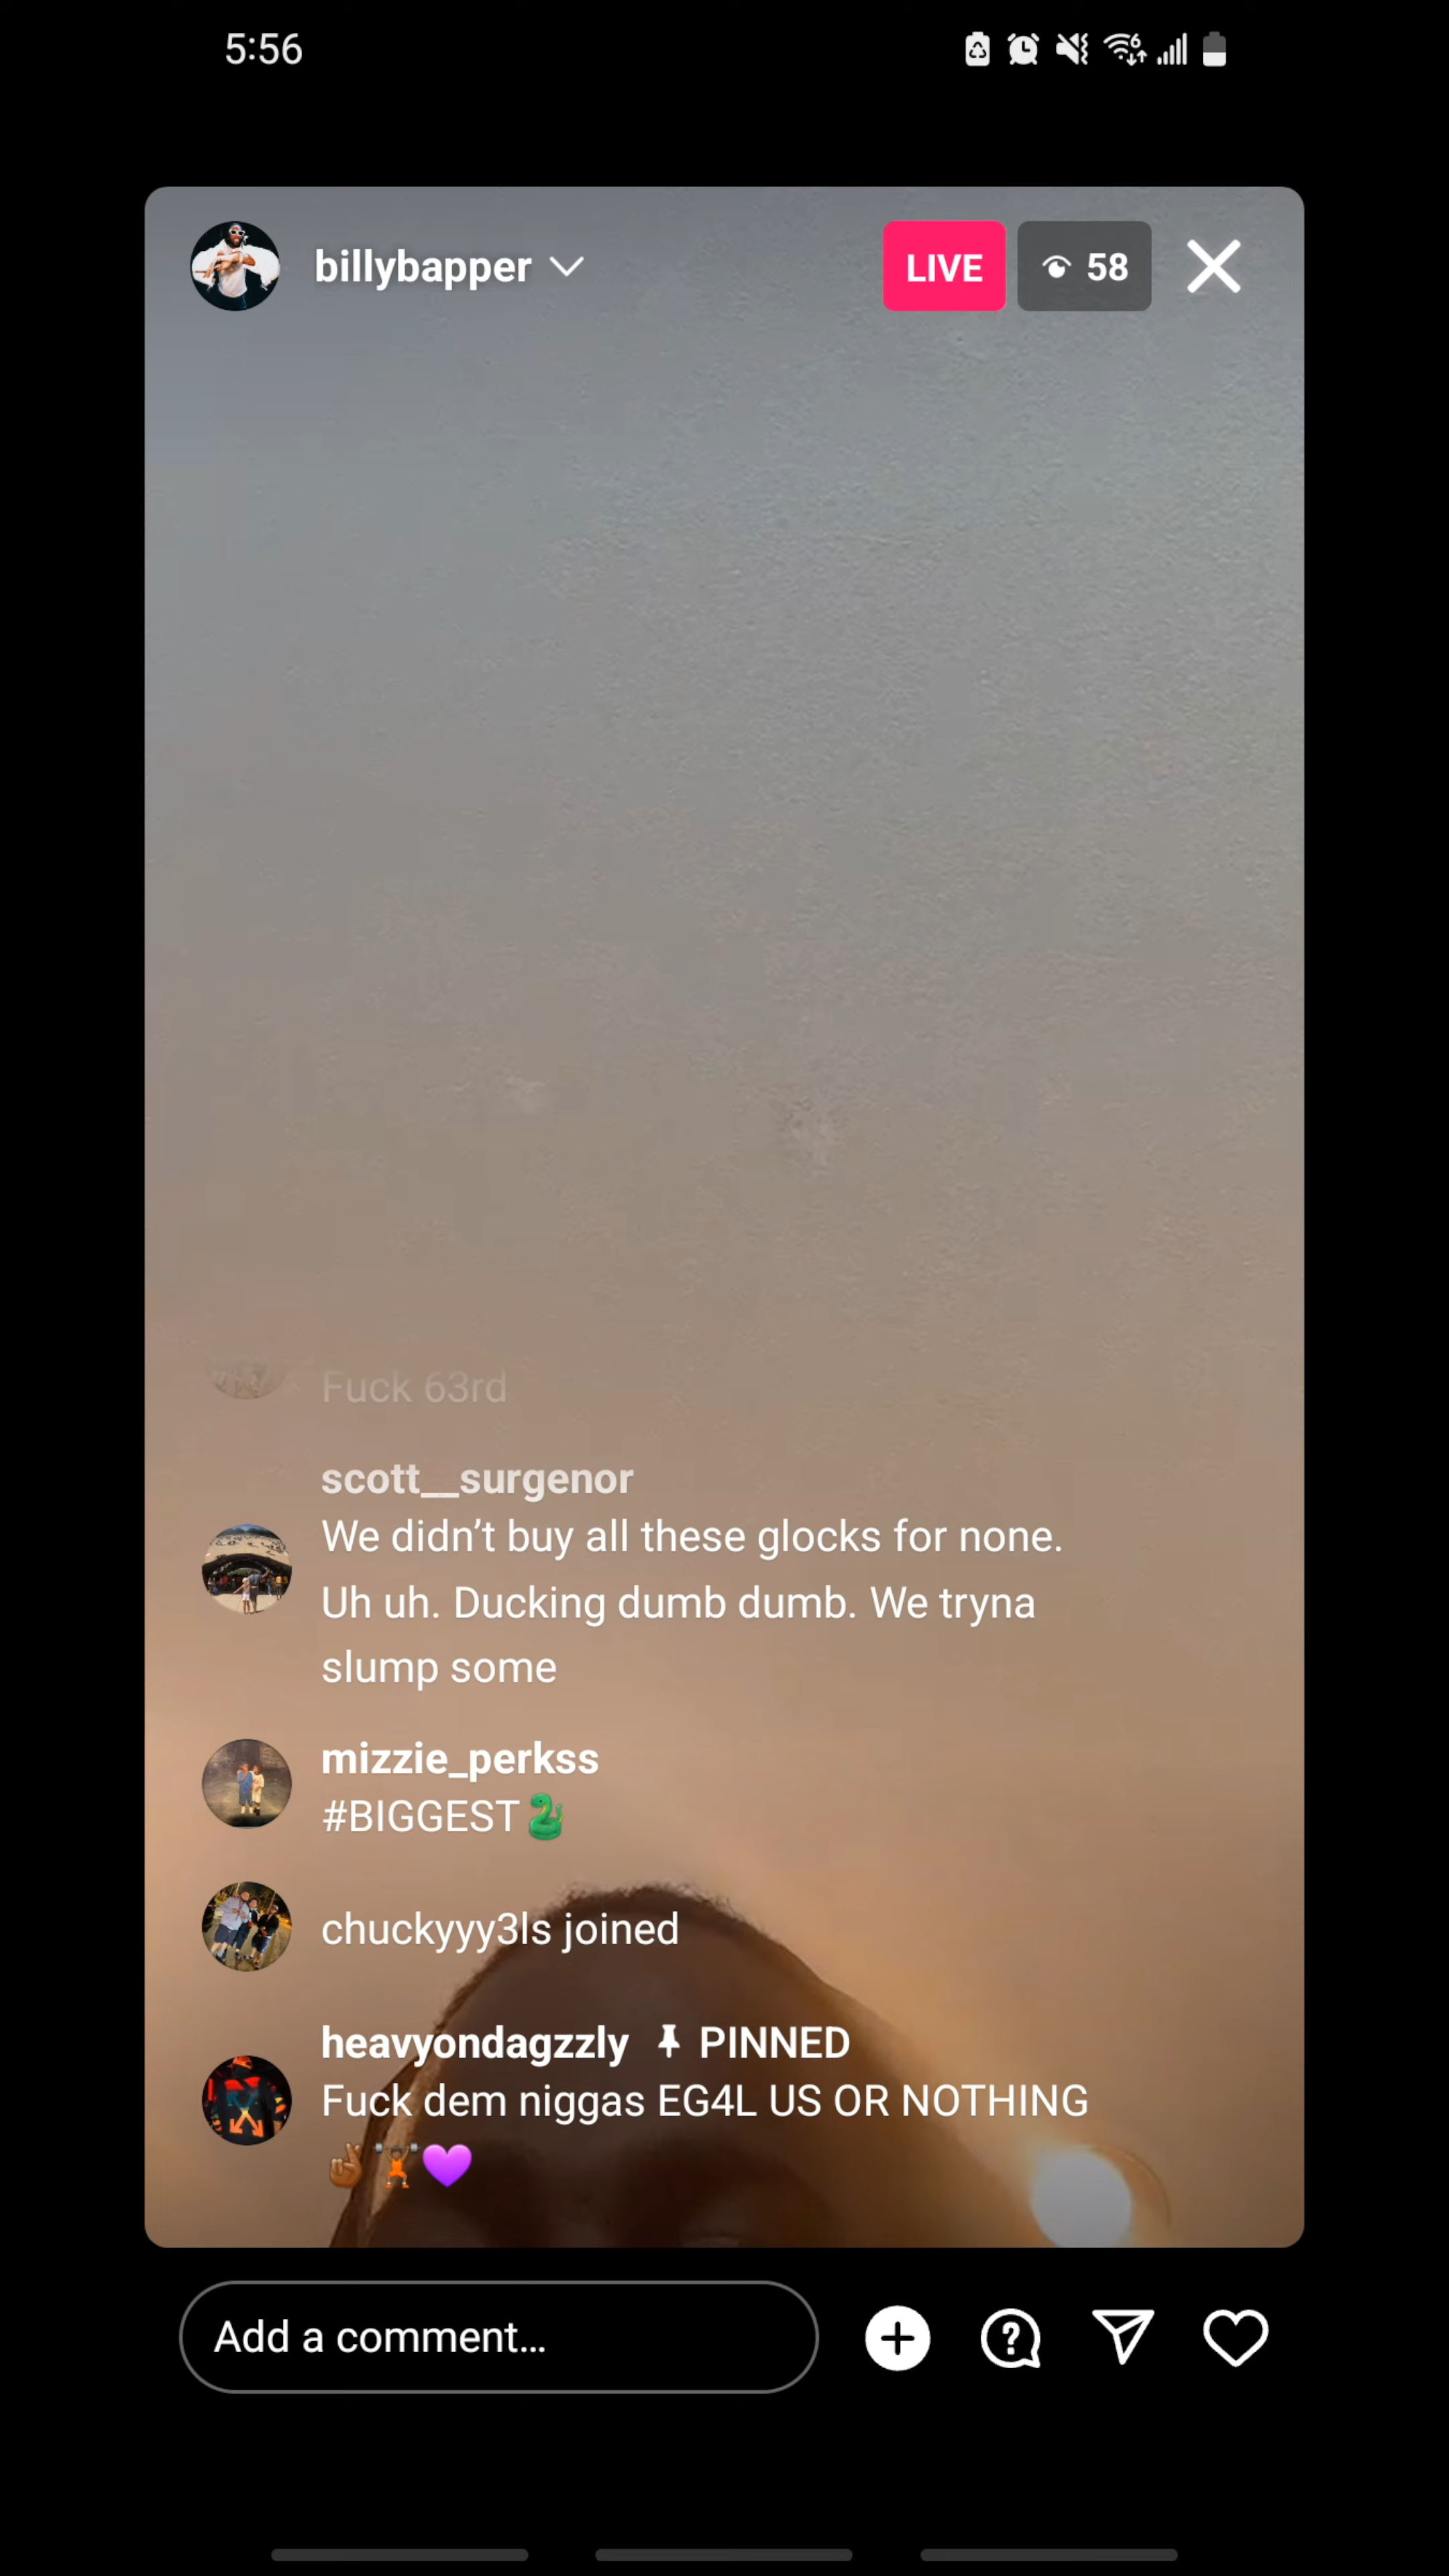 5:56
6
billybapper
LIVE
58
Fuck 63rd
scott__surgenor
We didn’t buy all these glocks for none.
Uh uh. Ducking dumb dumb. We tryna
slump some
mizzie_perkss
#BIGGEST🐍
chuckyyy3ls joined
heavyondagzzly PINNED
Fuck dem niggas EG4L US OR NOTHING
🤞🏾🏋🏾💜
Add a comment...